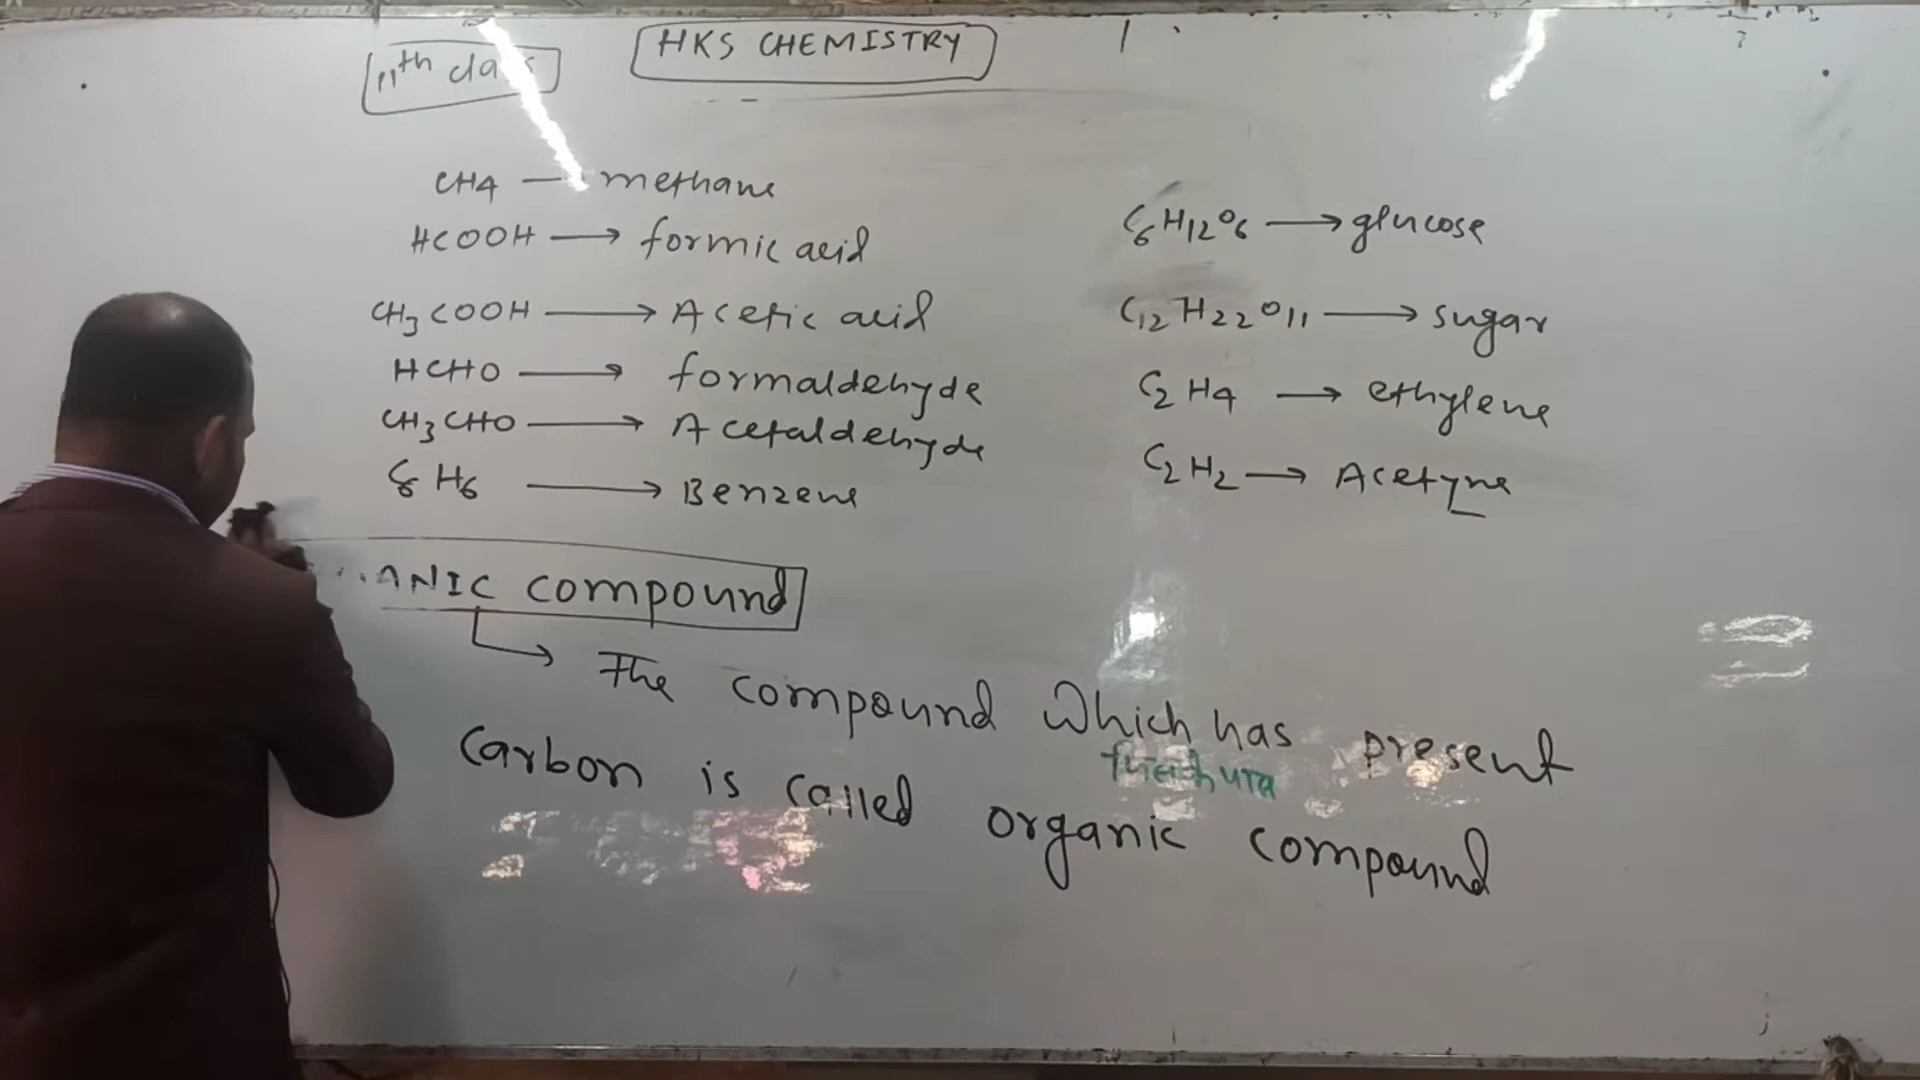 11th class
HKS CHEMISTRY
CH4 — methane
HCOOH → formic acid
CH3COOH → Acetic acid
HCHO → formaldehyde
CH3CHO → Acetaldehyde
C6H6 → Benzene
C6H12O6 → glucose
C12H22O11 → sugar
C2H4 → ethylene
C2H2 → Acetyne
ANIC compound
→ The compound which has present
carbon is called organic compound